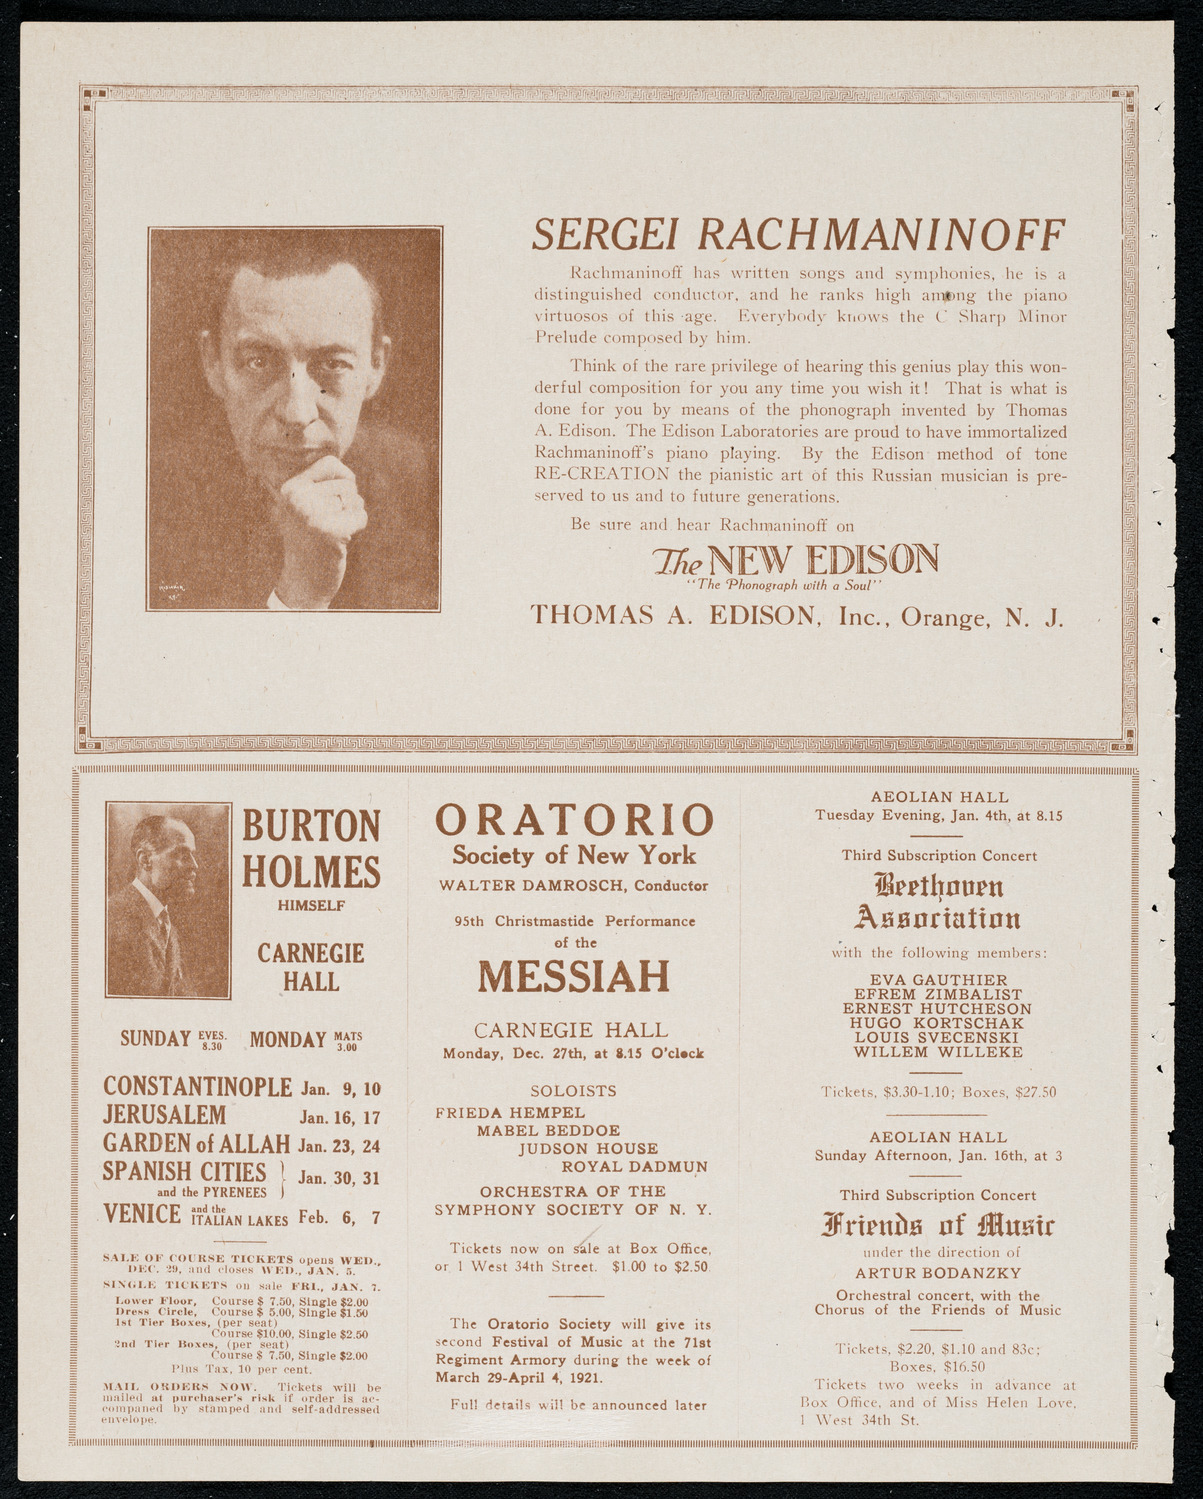 SERGEI RACHMANINOFF
Rachmaninoff has written songs and symphonies, he is a
distinguished conductor, and he ranks high among the piano
virtuosos of this age. Everybody knows the C Sharp Minor
Prelude composed by him.
Think of the rare privilege of hearing this genius play this won-
derful composition for you any time you wish it! That is what is
done for you by means of the phonograph invented by Thomas
A. Edison. The Edison Laboratories are proud to have immortalized
Rachmaninoff's piano playing. By the Edison method of tone
RE-CREATION the pianistic art of this Russian musician is pre-
served to us and to future generations.
Be sure and hear Rachmaninoff on
The NEW EDISON
"The Phonograph with a Soul"
THOMAS A. EDISON, Inc., Orange, N. J.
BURTON
HOLMES
HIMSELF
CARNEGIE
HALL
SUNDAY EVES. 8.30 MONDAY MATS 3.00
CONSTANTINOPLE Jan. 9, 10
JERUSALEM Jan. 16, 17
GARDEN of ALLAH Jan. 23, 24
SPANISH CITIES
and the PYRENEES } Jan. 30, 31
VENICE and the ITALIAN LAKES Feb. 6, 7
SALE OF COURSE TICKETS opens WED.,
DEC. 29, and closes WED., JAN. 5.
SINGLE TICKETS on sale FRI., JAN. 7.
Lower Floor, Course $ 7.50, Single $2.00
Dress Circle, Course $ 5.00, Single $1.50
1st Tier Boxes, (per seat)
Course $10.00, Single $2.50
2nd Tier Boxes, (per seat)
Course $ 7.50, Single $2.00
Plus Tax, 10 per cent.
MAIL ORDERS NOW. Tickets will be
mailed at purchaser's risk if order is ac-
companed by stamped and self-addressed
envelope.
ORATORIO
Society of New York
WALTER DAMROSCH, Conductor
95th Christmastide Performance
of the
MESSIAH
CARNEGIE HALL
Monday, Dec. 27th, at 8.15 O'clock
SOLOISTS
FRIEDA HEMPEL
MABEL BEDDOE
JUDSON HOUSE
ROYAL DADMUN
ORCHESTRA OF THE
SYMPHONY SOCIETY OF N. Y.
Tickets now on sale at Box Office,
or 1 West 34th Street. $1.00 to $2.50
The Oratorio Society will give its
second Festival of Music at the 71st
Regiment Armory during the week of
March 29-April 4, 1921.
Full details will be announced later
AEOLIAN HALL
Tuesday Evening, Jan. 4th, at 8.15
Third Subscription Concert
Beethoven
Association
with the following members:
EVA GAUTHIER
EFREM ZIMBALIST
ERNEST HUTCHESON
HUGO KORTSCHAK
LOUIS SVECENSKI
WILLEM WILLEKE
Tickets, $3.30-1.10; Boxes, $27.50
AEOLIAN HALL
Sunday Afternoon, Jan. 16th, at 3
Third Subscription Concert
Friends of Music
under the direction of
ARTUR BODANZKY
Orchestral concert, with the
Chorus of the Friends of Music
Tickets, $2.20, $1.10 and 83c;
Boxes, $16.50
Tickets two weeks in advance at
Box Office, and of Miss Helen Love,
1 West 34th St.